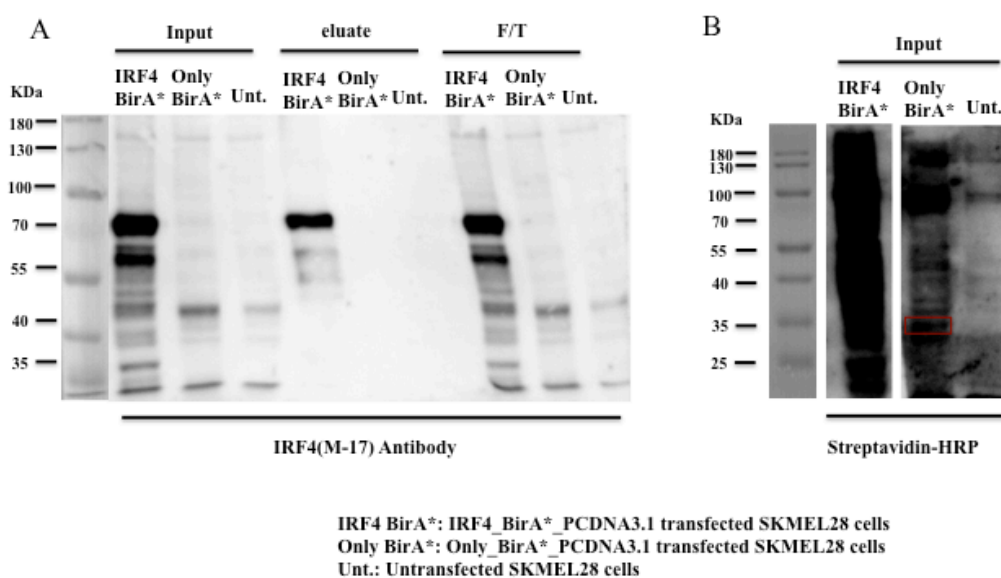 A
Input eluate F/T
IRF4 Only IRF4 Only IRF4 Only
KDa BirA* BirA* Unt. BirA* BirA* Unt. BirA* BirA* Unt.
180
130
100
70
55
40
35
IRF4(M-17) Antibody
B
Input
IRF4 Only
KDa BirA* BirA* Unt.
180
130
100
70
55
40
35
25
Streptavidin-HRP
IRF4 BirA*: IRF4_BirA*_PCDNA3.1 transfected SKMEL28 cells
Only BirA*: Only_BirA*_PCDNA3.1 transfected SKMEL28 cells
Unt.: Untransfected SKMEL28 cells